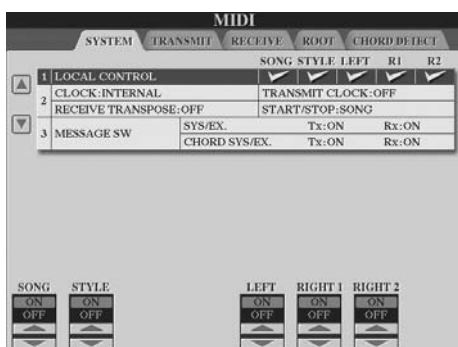 MIDI
SYSTEM TRANSMIT RECEIVE ROOT CHORD DETECT
SONG STYLE LEFT R1 R2
1 LOCAL CONTROL
2 CLOCK:INTERNAL TRANSMIT CLOCK:OFF
RECEIVE TRANSPOSE:OFF START/STOP:SONG
3 MESSAGE SW SYS/EX. Tx:ON Rx:ON
CHORD SYS/EX. Tx:ON Rx:ON
SONG STYLE LEFT RIGHT 1 RIGHT 2
ON ON ON ON ON
OFF OFF OFF OFF OFF